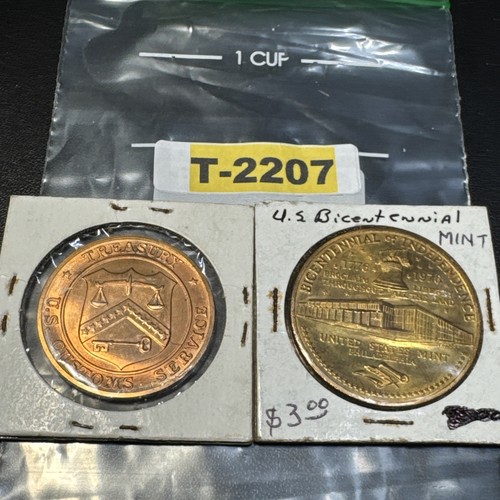 1 CUP
T-2207
TREASURY
U.S. CUSTOMS SERVICE
U.S Bicentennial
MINT
BICENTENNIAL OF INDEPENDENCE
1776 1976
UNITED STATES MINT
PHILADELPHIA
$3.00